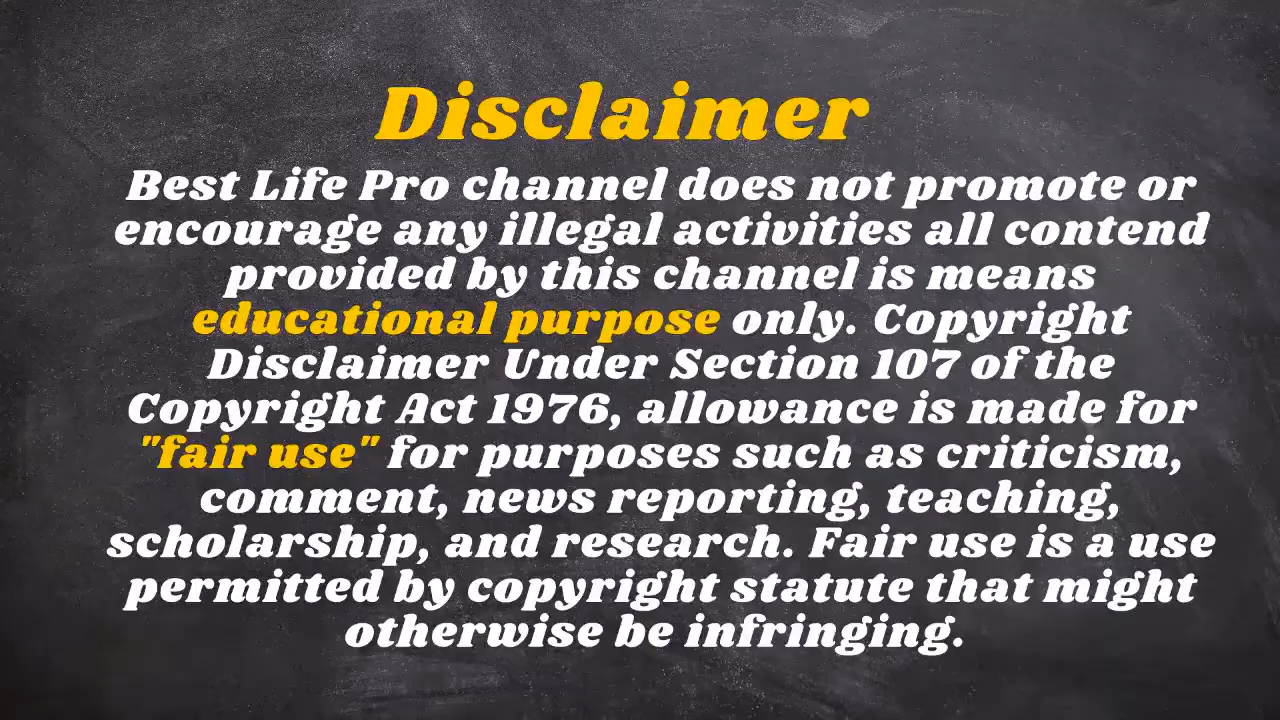 Disclaimer
Best Life Pro channel does not promote or
encourage any illegal activities all contend
provided by this channel is means
educational purpose only. Copyright
Disclaimer Under Section 107 of the
Copyright Act 1976, allowance is made for
"fair use" for purposes such as criticism,
comment, news reporting, teaching,
scholarship, and research. Fair use is a use
permitted by copyright statute that might
otherwise be infringing.